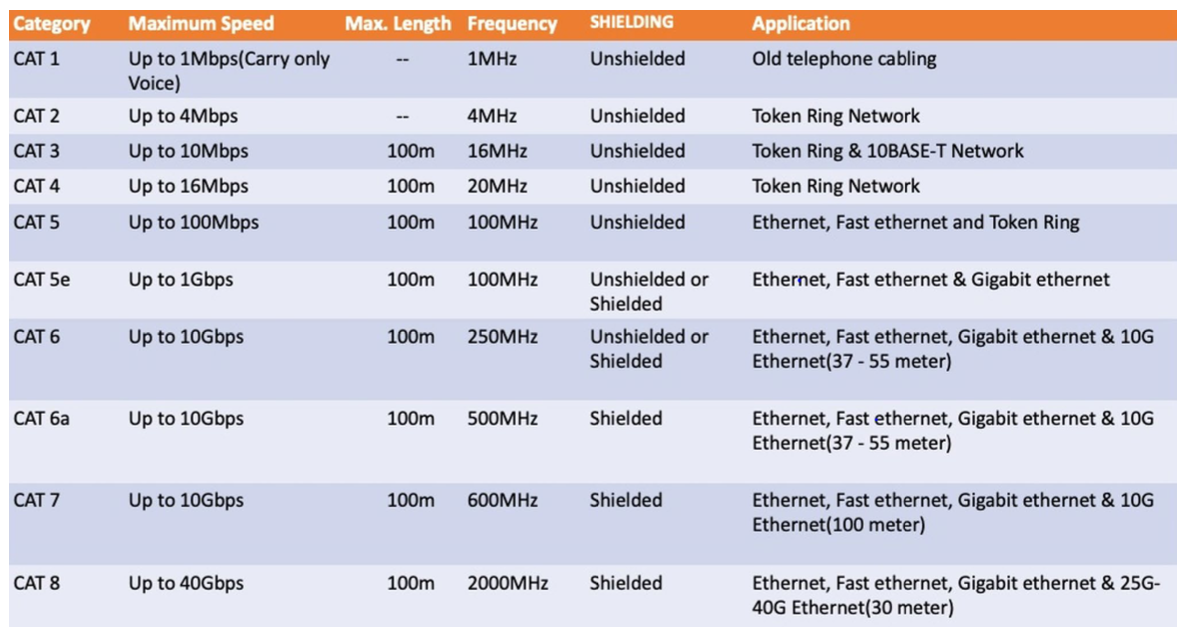 Category Maximum Speed Max. Length Frequency SHIELDING Application
CAT 1 Up to 1Mbps(Carry only Voice) -- 1MHz Unshielded Old telephone cabling
CAT 2 Up to 4Mbps -- 4MHz Unshielded Token Ring Network
CAT 3 Up to 10Mbps 100m 16MHz Unshielded Token Ring & 10BASE-T Network
CAT 4 Up to 16Mbps 100m 20MHz Unshielded Token Ring Network
CAT 5 Up to 100Mbps 100m 100MHz Unshielded Ethernet, Fast ethernet and Token Ring
CAT 5e Up to 1Gbps 100m 100MHz Unshielded or Shielded Ethernet, Fast ethernet & Gigabit ethernet
CAT 6 Up to 10Gbps 100m 250MHz Unshielded or Shielded Ethernet, Fast ethernet, Gigabit ethernet & 10G Ethernet(37 - 55 meter)
CAT 6a Up to 10Gbps 100m 500MHz Shielded Ethernet, Fast ethernet, Gigabit ethernet & 10G Ethernet(37 - 55 meter)
CAT 7 Up to 10Gbps 100m 600MHz Shielded Ethernet, Fast ethernet, Gigabit ethernet & 10G Ethernet(100 meter)
CAT 8 Up to 40Gbps 100m 2000MHz Shielded Ethernet, Fast ethernet, Gigabit ethernet & 25G-40G Ethernet(30 meter)